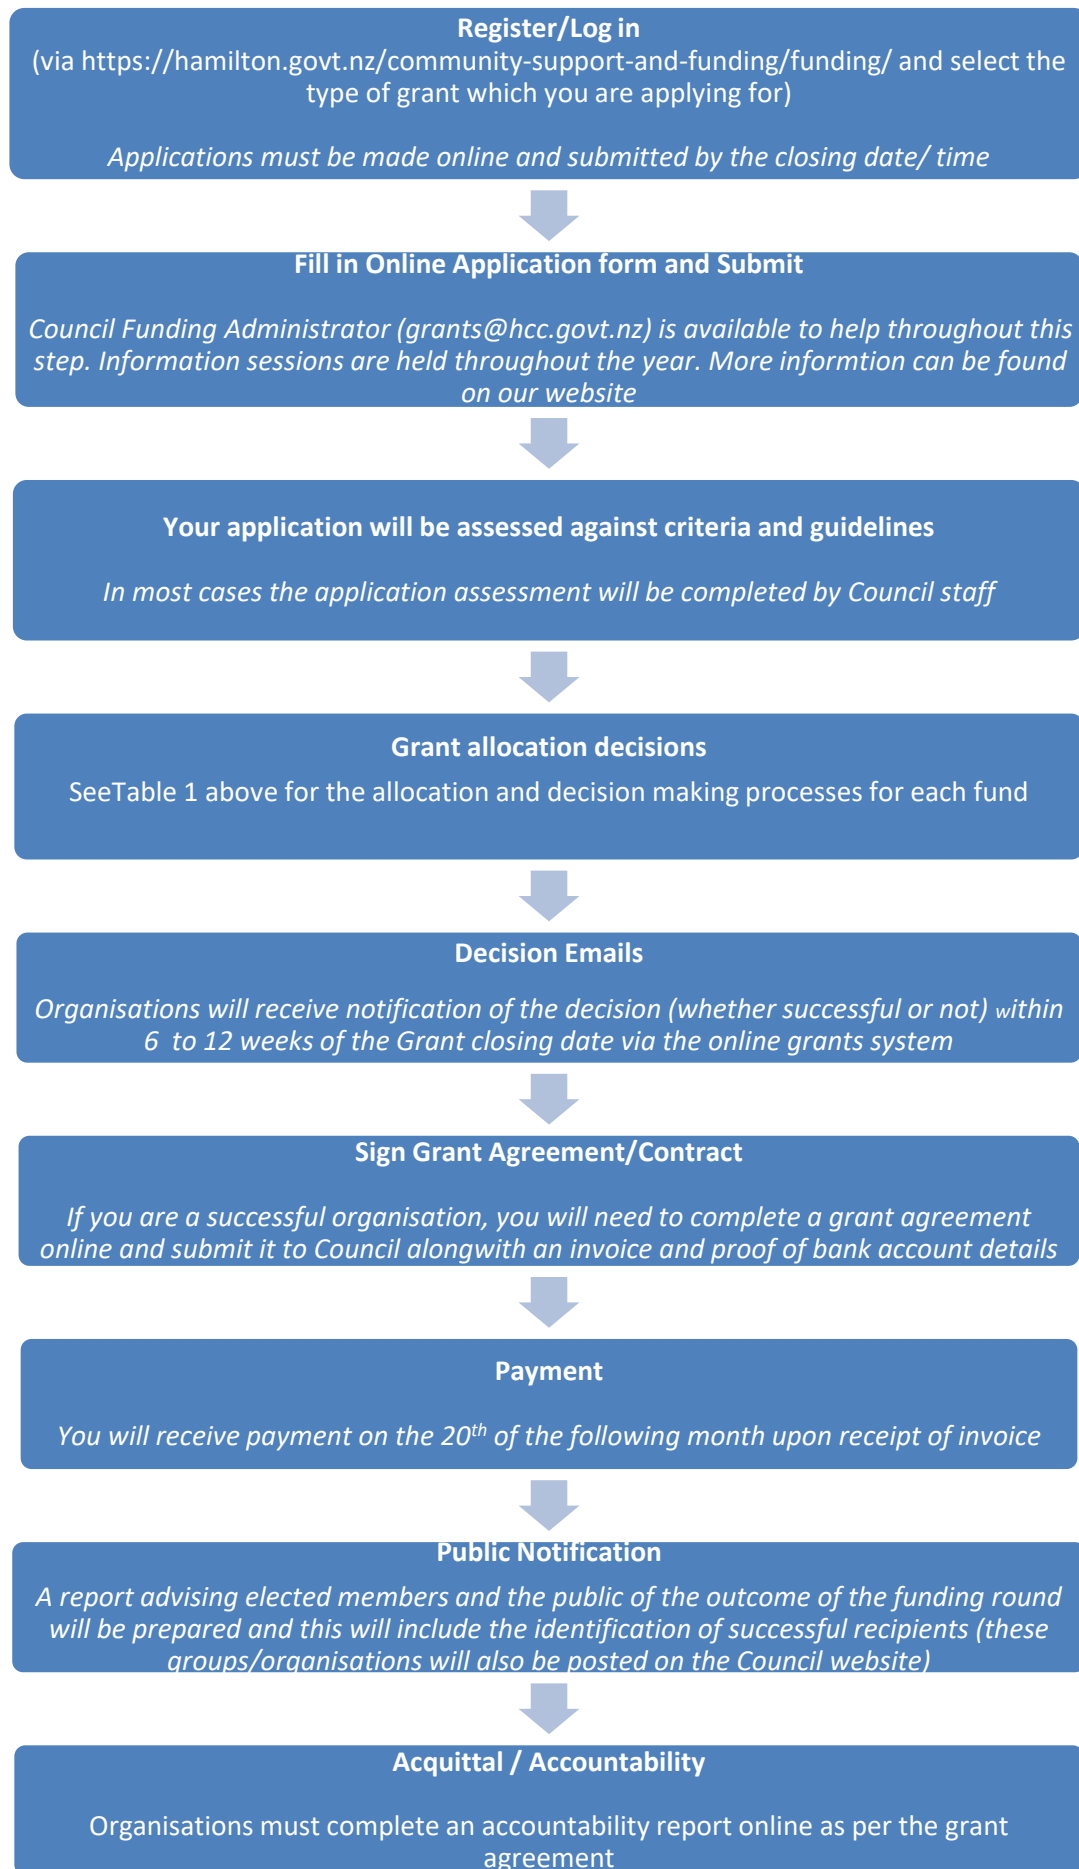 Register/Log in
(via https://hamilton.govt.nz/community-support-and-funding/funding/ and select the
type of grant which you are applying for)
Applications must be made online and submitted by the closing date/ time
Fill in Online Application form and Submit
Council Funding Administrator (grants@hcc.govt.nz) is available to help throughout this
step. Information sessions are held throughout the year. More informtion can be found
on our website
Your application will be assessed against criteria and guidelines
In most cases the application assessment will be completed by Council staff
Grant allocation decisions
SeeTable 1 above for the allocation and decision making processes for each fund
Decision Emails
Organisations will receive notification of the decision (whether successful or not) within
6  to 12 weeks of the Grant closing date via the online grants system
Sign Grant Agreement/Contract
If you are a successful organisation, you will need to complete a grant agreement
online and submit it to Council alongwith an invoice and proof of bank account details
Payment
You will receive payment on the 20th of the following month upon receipt of invoice
Public Notification
A report advising elected members and the public of the outcome of the funding round
will be prepared and this will include the identification of successful recipients (these
groups/organisations will also be posted on the Council website)
Acquittal / Accountability
Organisations must complete an accountability report online as per the grant
agreement